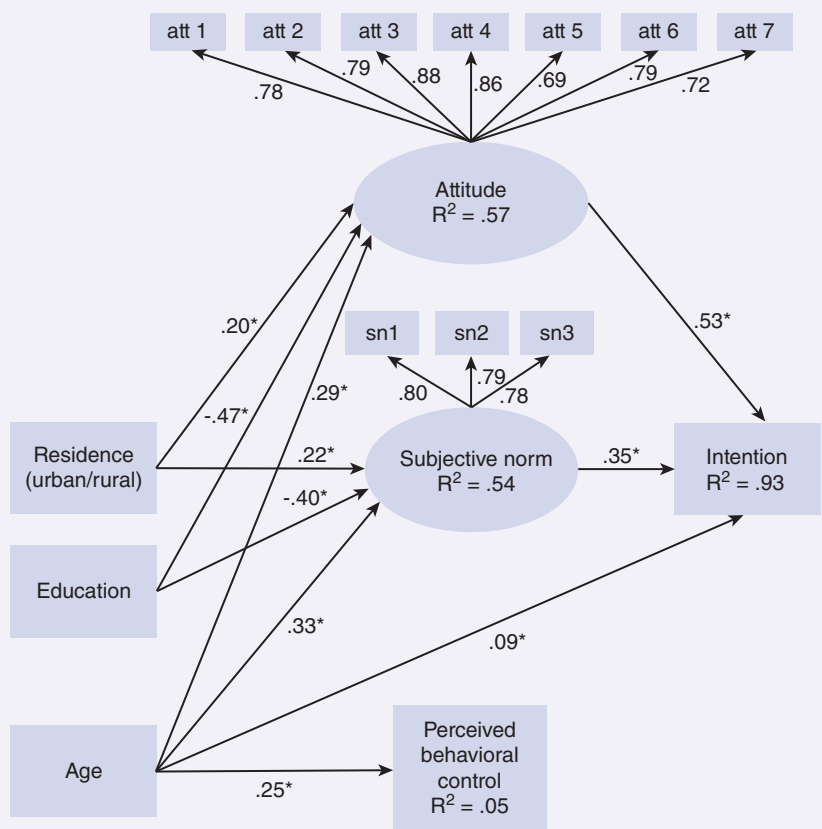 att 1
att 2
att 3
att 4
att 5
att 6
att 7
.78
.79
.88
.86
.69
.79
.72
Attitude
R² = .57
.20*
-.47*
.29*
.53*
sn1
sn2
sn3
.80
.79
.78
Residence
(urban/rural)
.22*
Subjective norm
R² = .54
.35*
Intention
R² = .93
-.40*
Education
.33*
.09*
Age
.25*
Perceived
behavioral
control
R² = .05